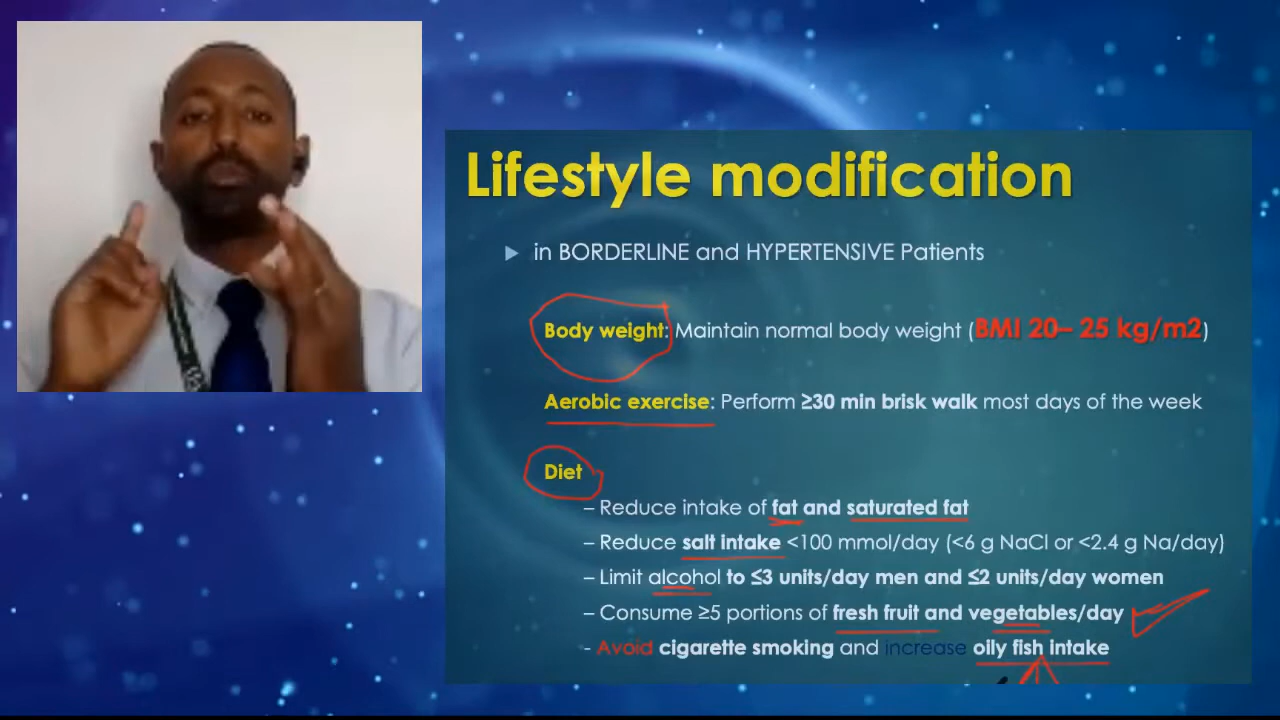 Lifestyle modification
in BORDERLINE and HYPERTENSIVE Patients
Body weight: Maintain normal body weight (BMI 20– 25 kg/m2)
Aerobic exercise: Perform ≥30 min brisk walk most days of the week
Diet
– Reduce intake of fat and saturated fat
– Reduce salt intake <100 mmol/day (<6 g NaCl or <2.4 g Na/day)
– Limit alcohol to ≤3 units/day men and ≤2 units/day women
– Consume ≥5 portions of fresh fruit and vegetables/day
- Avoid cigarette smoking and increase oily fish intake